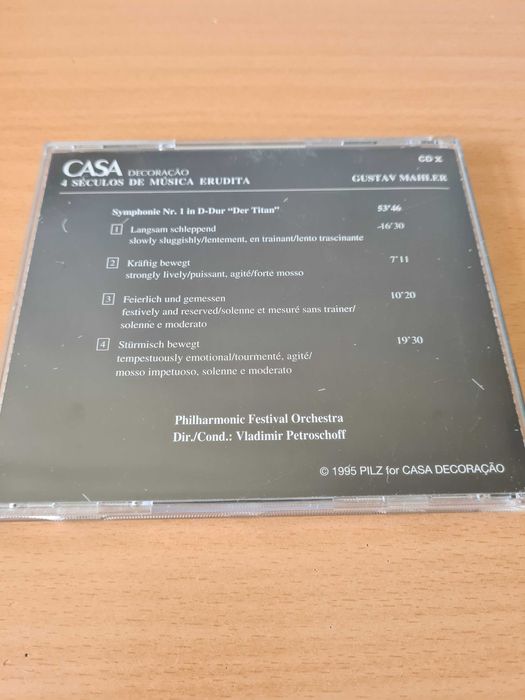 CASA DECORAÇÃO CD X
4 SÉCULOS DE MÚSICA ERUDITA GUSTAV MAHLER
Symphonie Nr. 1 in D-Dur "Der Titan" 53'46
1 Langsam schleppend 16'30
slowly sluggishly/lentement, en trainant/lento trascinante
2 Kräftig bewegt 7'11
strongly lively/puissant, agité/forte mosso
3 Feierlich und gemessen 10'20
festively and reserved/solenne et mesuré sans trainer/
solenne e moderato
4 Stürmisch bewegt 19'30
tempestuously emotional/tourmenté, agité/
mosso impetuoso, solenne e moderato
Philharmonic Festival Orchestra
Dir./Cond.: Vladimir Petroschoff
© 1995 PILZ for CASA DECORAÇÃO